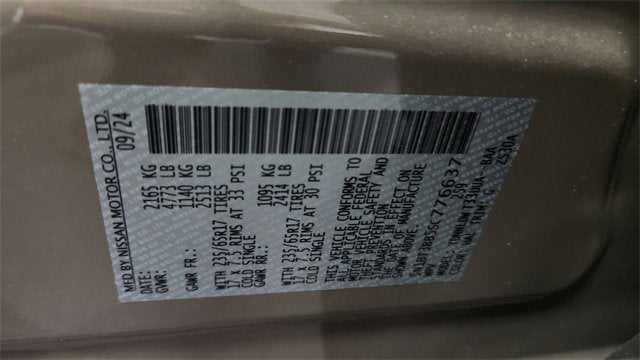 MFD BY NISSAN MOTOR CO., LTD.
DATE: 09/24
GVWR: 2165 KG
4773 LB
GAWR FR.: 1140 KG
2513 LB
WITH 235/65R17 TIRES
17 X 7.5 RIMS AT 33 PSI
COLD SINGLE
GAWR RR.: 1095 KG
2414 LB
WITH 235/65R17 TIRES
17 X 7.5 RIMS AT 30 PSI
COLD SINGLE
THIS VEHICLE CONFORMS TO
ALL APPLICABLE FEDERAL
MOTOR VEHICLE SAFETY AND
THEFT PREVENTION
STANDARDS IN EFFECT ON
THE DATE OF MANUFACTURE
SHOWN ABOVE.
MPV
COLOR: TRIM: G